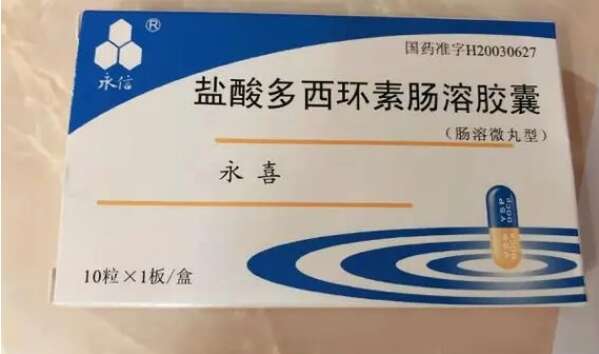 ®
永信
国药准字H20030627
盐酸多西环素肠溶胶囊
（肠溶微丸型）
永喜
YSP
DOCP
10粒×1板/盒